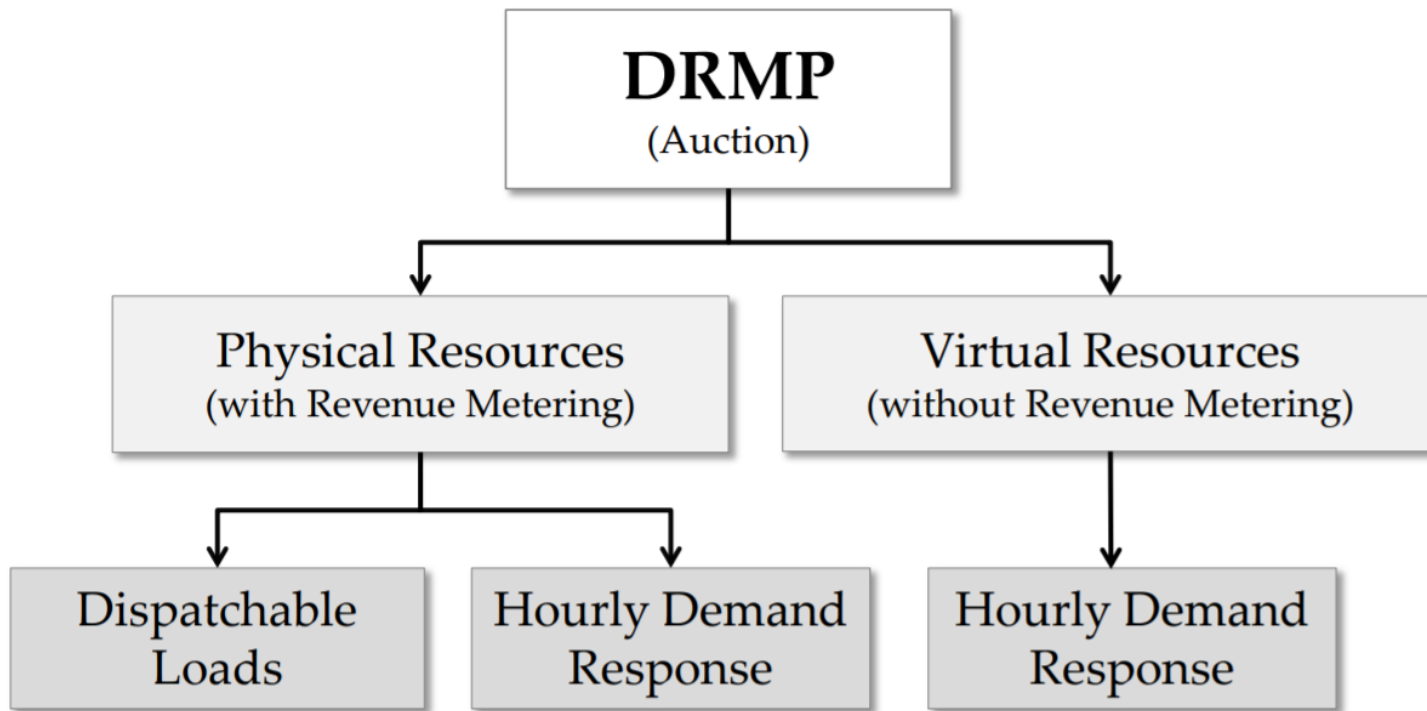 DRMP
(Auction)
Physical Resources
(with Revenue Metering)
Virtual Resources
(without Revenue Metering)
Dispatchable
Loads
Hourly Demand
Response
Hourly Demand
Response